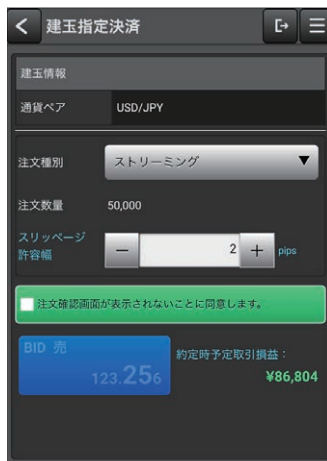 建玉指定決済
建玉情報
通貨ペア USD/JPY
注文種別 ストリーミング
注文数量 50,000
スリッページ
許容幅 2 pips
注文確認画面が表示されないことに同意します。
BID 売
123.256
約定時予定取引損益：
¥86,804